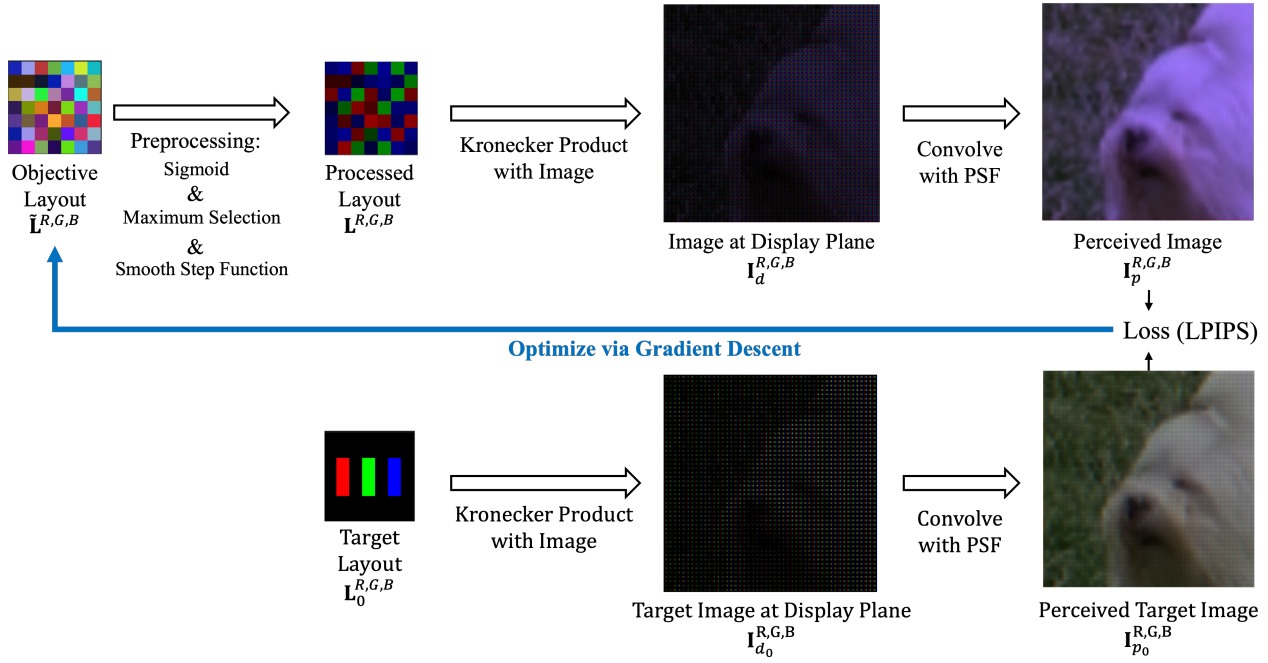 Objective
Layout
L̃^{R,G,B}
Preprocessing:
Sigmoid
&
Maximum Selection
&
Smooth Step Function
Processed
Layout
L^{R,G,B}
Kronecker Product
with Image
Image at Display Plane
I_d^{R,G,B}
Convolve
with PSF
Perceived Image
I_p^{R,G,B}
Loss (LPIPS)
Optimize via Gradient Descent
Target
Layout
L_0^{R,G,B}
Kronecker Product
with Image
Target Image at Display Plane
I_{d_0}^{R,G,B}
Convolve
with PSF
Perceived Target Image
I_{p_0}^{R,G,B}